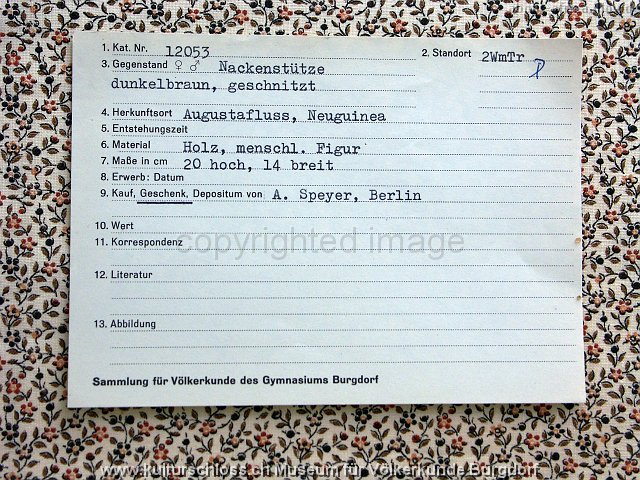 1. Kat. Nr. 12053 2. Standort 2WmTr
3. Gegenstand ♀ ♂ Nackenstütze
dunkelbraun, geschnitzt
4. Herkunftsort Augustafluss, Neuguinea
5. Entstehungszeit
6. Material Holz, menschl. Figur
7. Maße in cm 20 hoch, 14 breit
8. Erwerb: Datum
9. Kauf, Geschenk, Depositum von A. Speyer, Berlin
10. Wert
11. Korrespondenz
copyrighted image
12. Literatur
13. Abbildung
Sammlung für Völkerkunde des Gymnasiums Burgdorf
www.kulturschloss.ch Museum für Völkerkunde Burgdorf